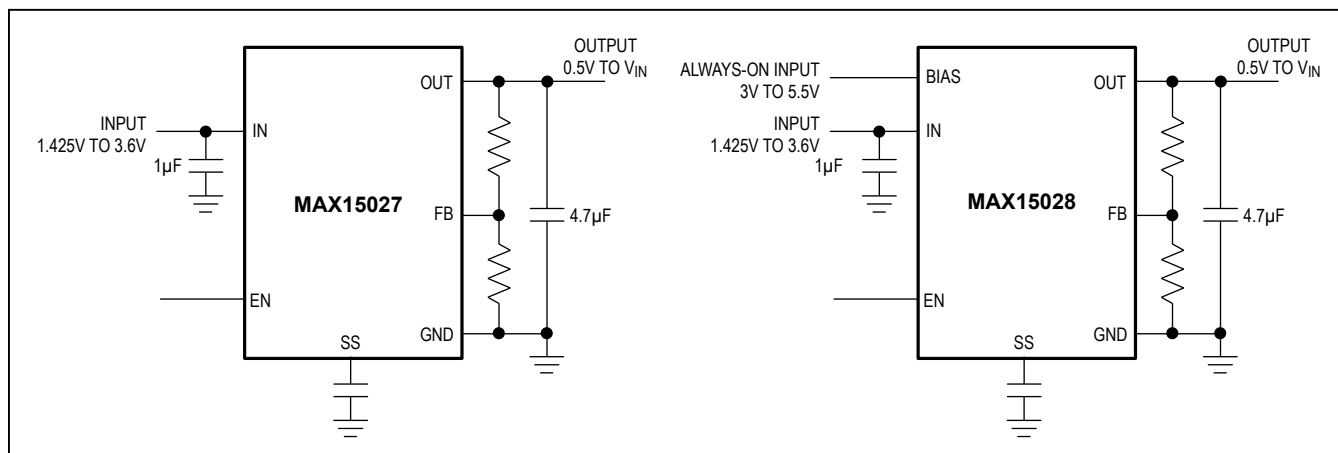 OUTPUT
0.5V TO VIN
OUT
INPUT
1.425V TO 3.6V
IN
1µF
MAX15027
FB
4.7µF
EN
GND
SS
OUTPUT
0.5V TO VIN
ALWAYS-ON INPUT
3V TO 5.5V
BIAS
OUT
INPUT
1.425V TO 3.6V
IN
1µF
MAX15028
FB
4.7µF
EN
GND
SS